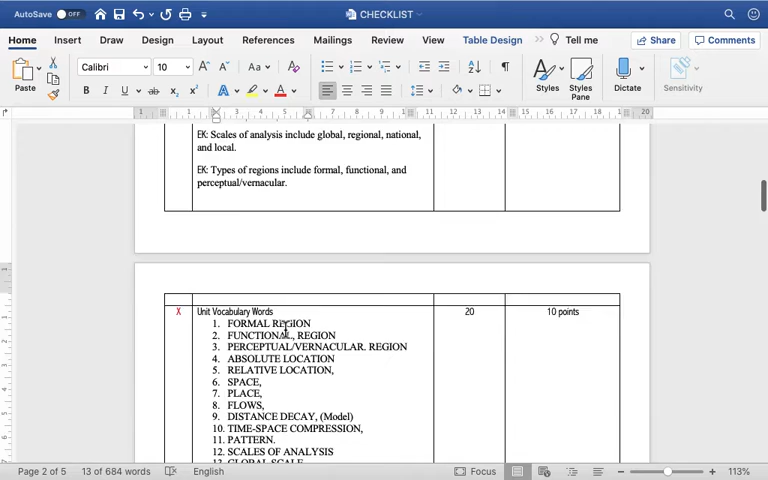 AutoSave OFF CHECKLIST
Home Insert Draw Design Layout References Mailings Review View Table Design Tell me Share Comments
Paste Calibri 10 Styles Styles Pane Dictate Sensitivity
EK: Scales of analysis include global, regional, national,
and local.
EK: Types of regions include formal, functional, and
perceptual/vernacular.
X Unit Vocabulary Words 20 10 points
1. FORMAL REGION
2. FUNCTIONAL, REGION
3. PERCEPTUAL/VERNACULAR. REGION
4. ABSOLUTE LOCATION
5. RELATIVE LOCATION,
6. SPACE,
7. PLACE,
8. FLOWS,
9. DISTANCE DECAY, (Model)
10. TIME-SPACE COMPRESSION,
11. PATTERN.
12. SCALES OF ANALYSIS
13. GLOBAL SCALE
Page 2 of 5 13 of 684 words English Focus 113%